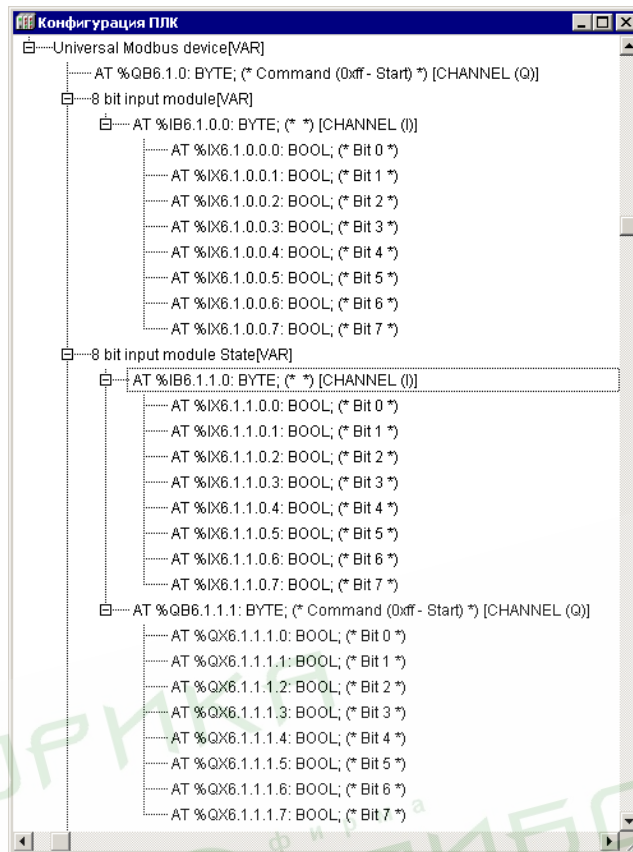 Конфигурация ПЛК
Universal Modbus device[VAR]
AT %QB6.1.0: BYTE; (* Command (0xff - Start) *) [CHANNEL (Q)]
8 bit input module[VAR]
AT %IB6.1.0.0: BYTE; (* *) [CHANNEL (I)]
AT %IX6.1.0.0.0: BOOL; (* Bit 0 *)
AT %IX6.1.0.0.1: BOOL; (* Bit 1 *)
AT %IX6.1.0.0.2: BOOL; (* Bit 2 *)
AT %IX6.1.0.0.3: BOOL; (* Bit 3 *)
AT %IX6.1.0.0.4: BOOL; (* Bit 4 *)
AT %IX6.1.0.0.5: BOOL; (* Bit 5 *)
AT %IX6.1.0.0.6: BOOL; (* Bit 6 *)
AT %IX6.1.0.0.7: BOOL; (* Bit 7 *)
8 bit input module State[VAR]
AT %IB6.1.1.0: BYTE; (* *) [CHANNEL (I)]
AT %IX6.1.1.0.0: BOOL; (* Bit 0 *)
AT %IX6.1.1.0.1: BOOL; (* Bit 1 *)
AT %IX6.1.1.0.2: BOOL; (* Bit 2 *)
AT %IX6.1.1.0.3: BOOL; (* Bit 3 *)
AT %IX6.1.1.0.4: BOOL; (* Bit 4 *)
AT %IX6.1.1.0.5: BOOL; (* Bit 5 *)
AT %IX6.1.1.0.6: BOOL; (* Bit 6 *)
AT %IX6.1.1.0.7: BOOL; (* Bit 7 *)
AT %QB6.1.1.1: BYTE; (* Command (0xff - Start) *) [CHANNEL (Q)]
AT %QX6.1.1.1.0: BOOL; (* Bit 0 *)
AT %QX6.1.1.1.1: BOOL; (* Bit 1 *)
AT %QX6.1.1.1.2: BOOL; (* Bit 2 *)
AT %QX6.1.1.1.3: BOOL; (* Bit 3 *)
AT %QX6.1.1.1.4: BOOL; (* Bit 4 *)
AT %QX6.1.1.1.5: BOOL; (* Bit 5 *)
AT %QX6.1.1.1.6: BOOL; (* Bit 6 *)
AT %QX6.1.1.1.7: BOOL; (* Bit 7 *)
фирма